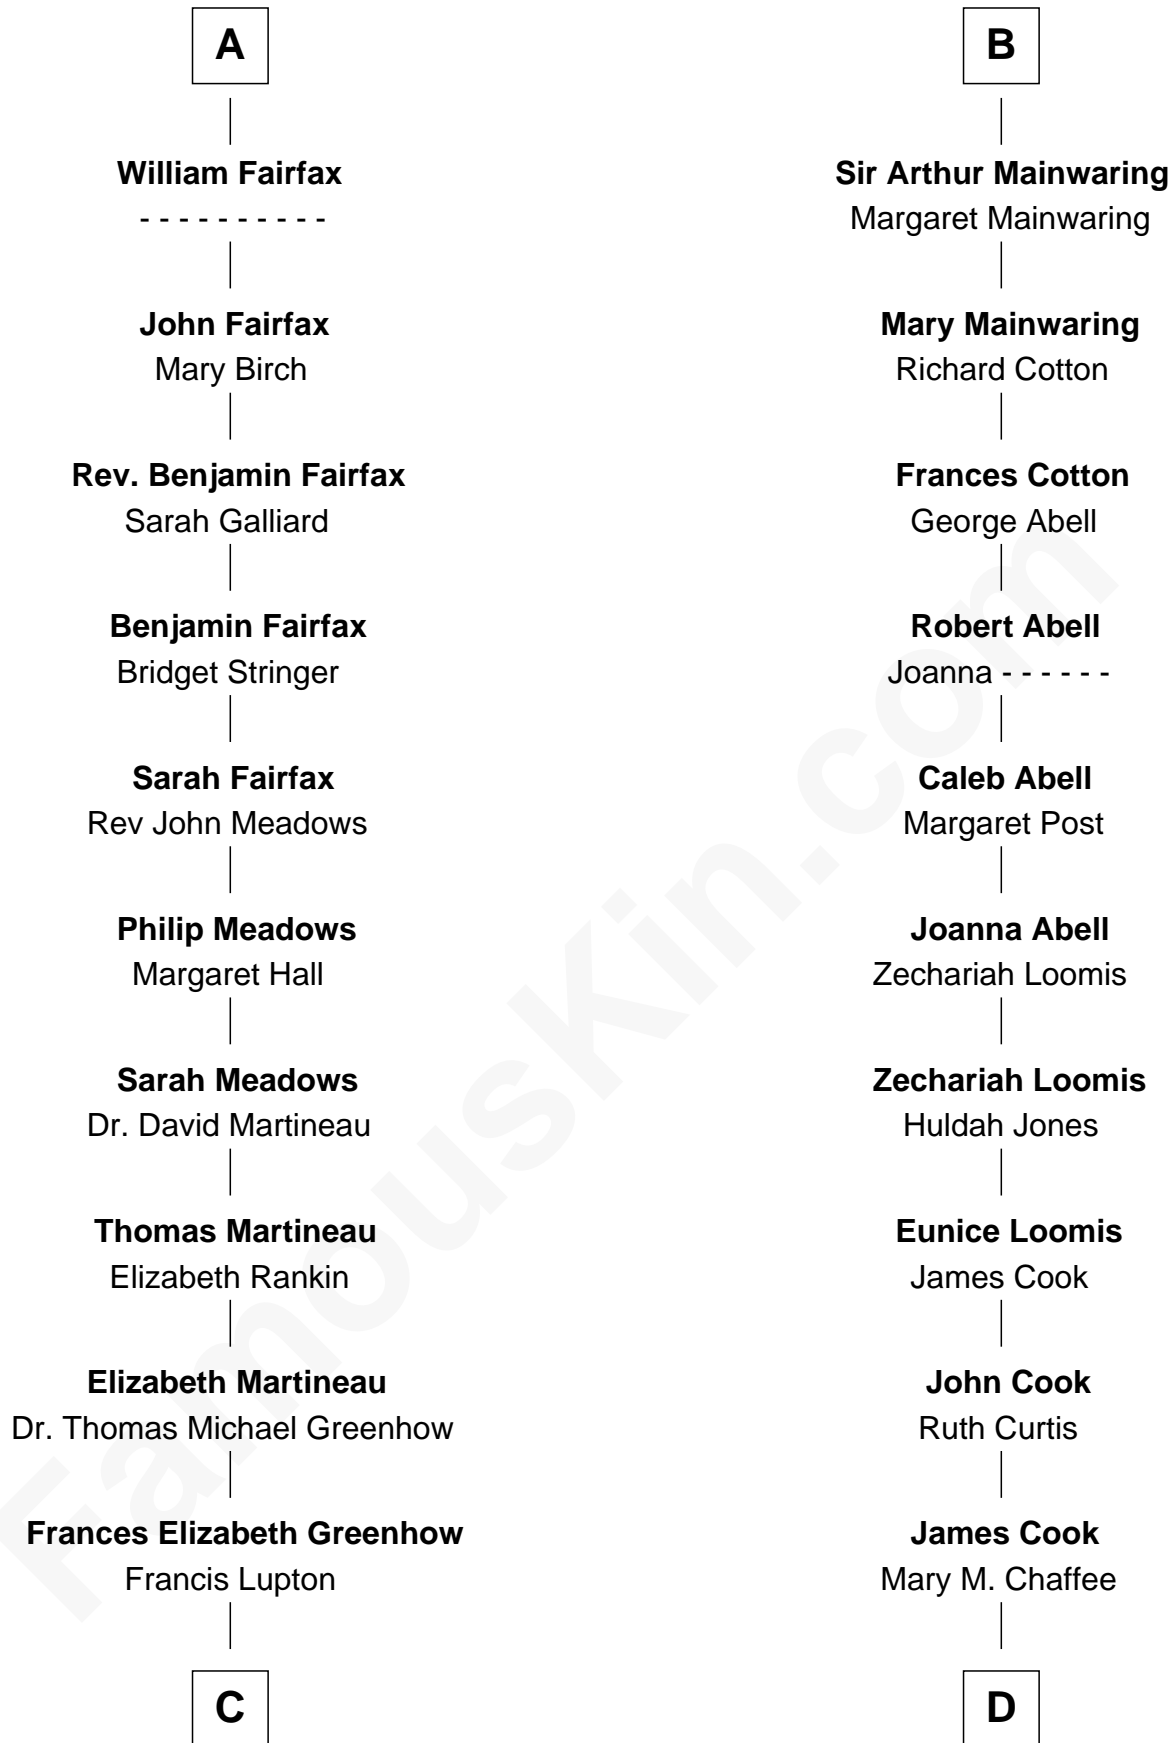 A
William Fairfax
- - - - - - - - - -
John Fairfax
Mary Birch
Rev. Benjamin Fairfax
Sarah Galliard
Benjamin Fairfax
Bridget Stringer
Sarah Fairfax
Rev John Meadows
Philip Meadows
Margaret Hall
Sarah Meadows
Dr. David Martineau
Thomas Martineau
Elizabeth Rankin
Elizabeth Martineau
Dr. Thomas Michael Greenhow
Frances Elizabeth Greenhow
Francis Lupton
C
B
Sir Arthur Mainwaring
Margaret Mainwaring
Mary Mainwaring
Richard Cotton
Frances Cotton
George Abell
Robert Abell
Joanna - - - - - -
Caleb Abell
Margaret Post
Joanna Abell
Zechariah Loomis
Zechariah Loomis
Huldah Jones
Eunice Loomis
James Cook
John Cook
Ruth Curtis
James Cook
Mary M. Chaffee
D
FamousKin.com